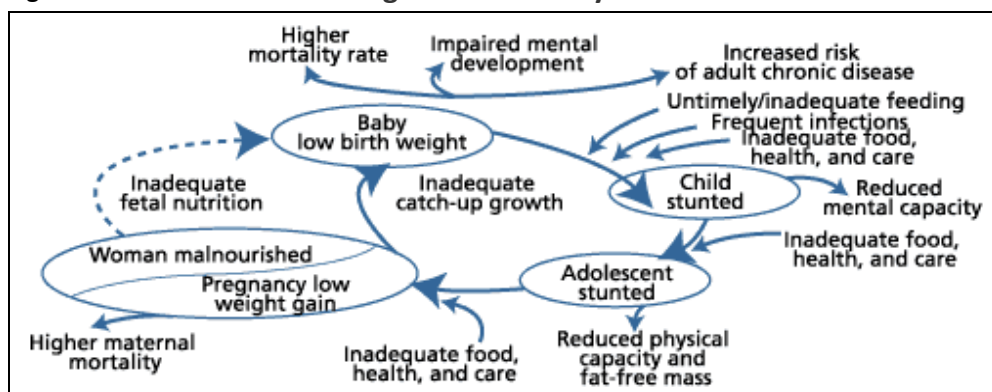 Higher
mortality rate
Impaired mental
development
Increased risk
of adult chronic disease
Untimely/inadequate feeding
Frequent infections
Inadequate food,
health, and care
Baby
low birth weight
Inadequate
fetal nutrition
Inadequate
catch-up growth
Child
stunted
Reduced
mental capacity
Inadequate food,
health, and care
Woman malnourished
Pregnancy low
weight gain
Adolescent
stunted
Higher maternal
mortality
Inadequate food,
health, and care
Reduced physical
capacity and
fat-free mass